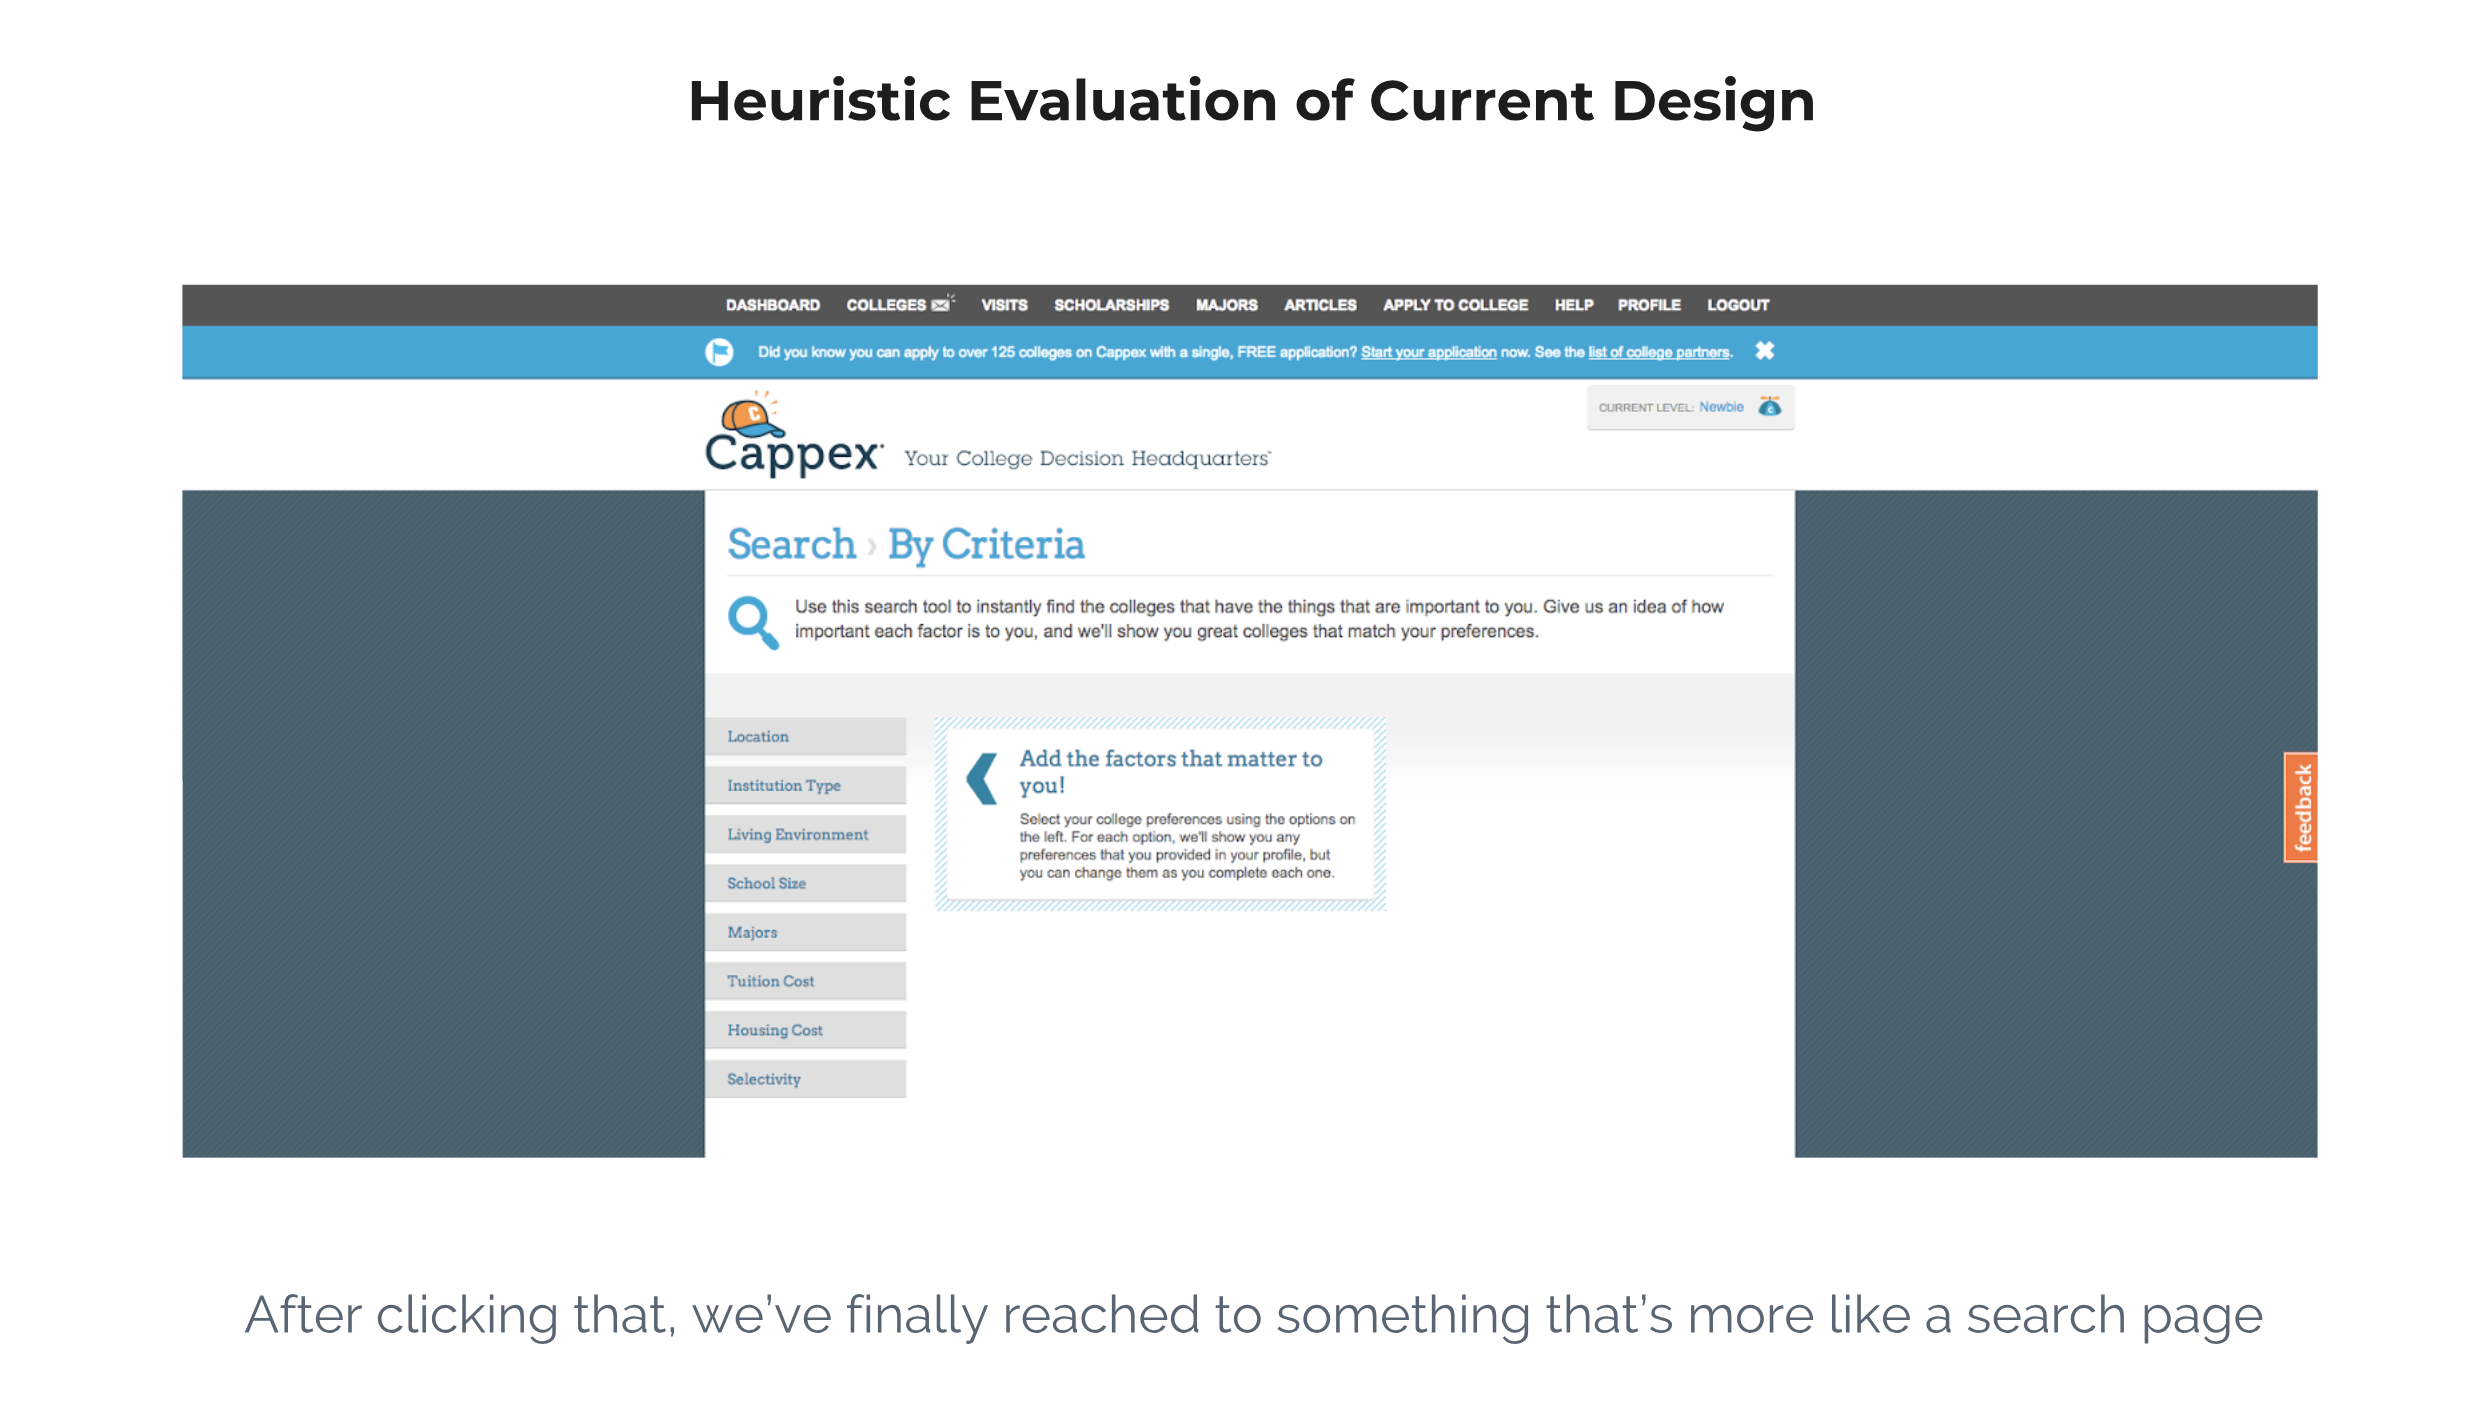 Heuristic Evaluation of Current Design
DASHBOARD COLLEGES VISITS SCHOLARSHIPS MAJORS ARTICLES APPLY TO COLLEGE HELP PROFILE LOGOUT
Did you know you can apply to over 125 colleges on Cappex with a single, FREE application? Start your application now. See the list of college partners.
CURRENT LEVEL: Newbie
Cappex Your College Decision Headquarters
Search › By Criteria
Use this search tool to instantly find the colleges that have the things that are important to you. Give us an idea of how
important each factor is to you, and we'll show you great colleges that match your preferences.
Location
Institution Type
Living Environment
School Size
Majors
Tuition Cost
Housing Cost
Selectivity
Add the factors that matter to
you!
Select your college preferences using the options on
the left. For each option, we'll show you any
preferences that you provided in your profile, but
you can change them as you complete each one.
feedback
After clicking that, we’ve finally reached to something that’s more like a search page